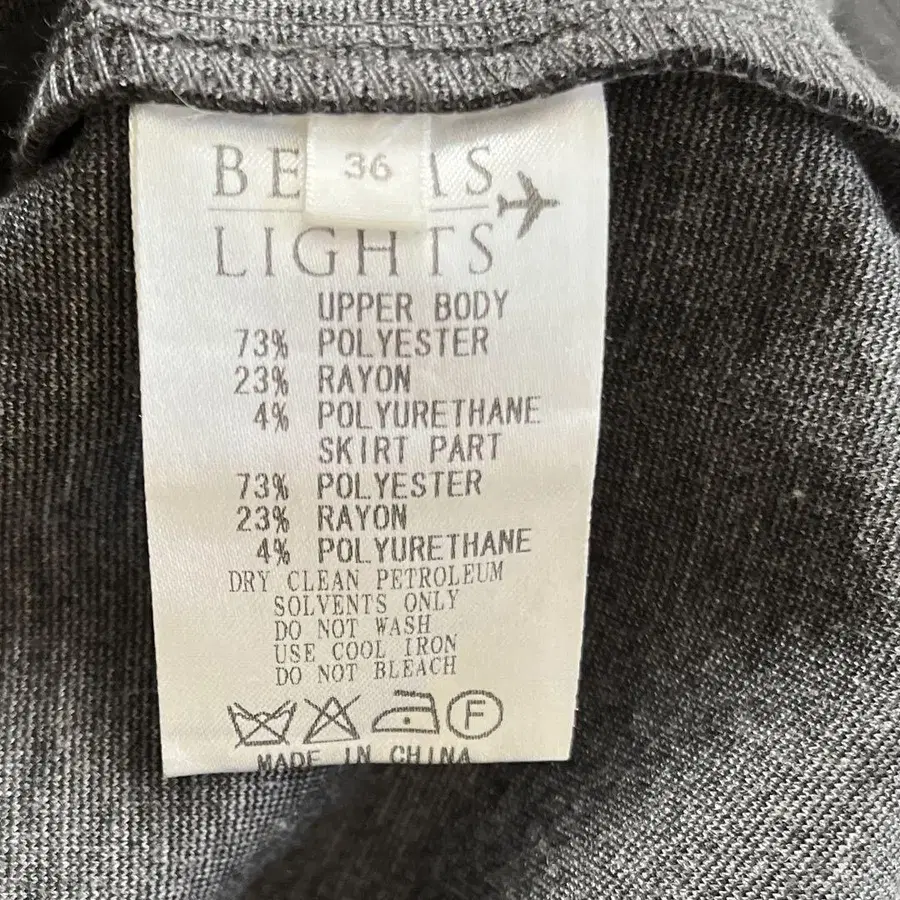 36
LIGHTS
UPPER BODY
73% POLYESTER
23% RAYON
4% POLYURETHANE
SKIRT PART
73% POLYESTER
23% RAYON
4% POLYURETHANE
DRY CLEAN PETROLEUM
SOLVENTS ONLY
DO NOT WASH
USE COOL IRON
DO NOT BLEACH
F
MADE IN CHINA